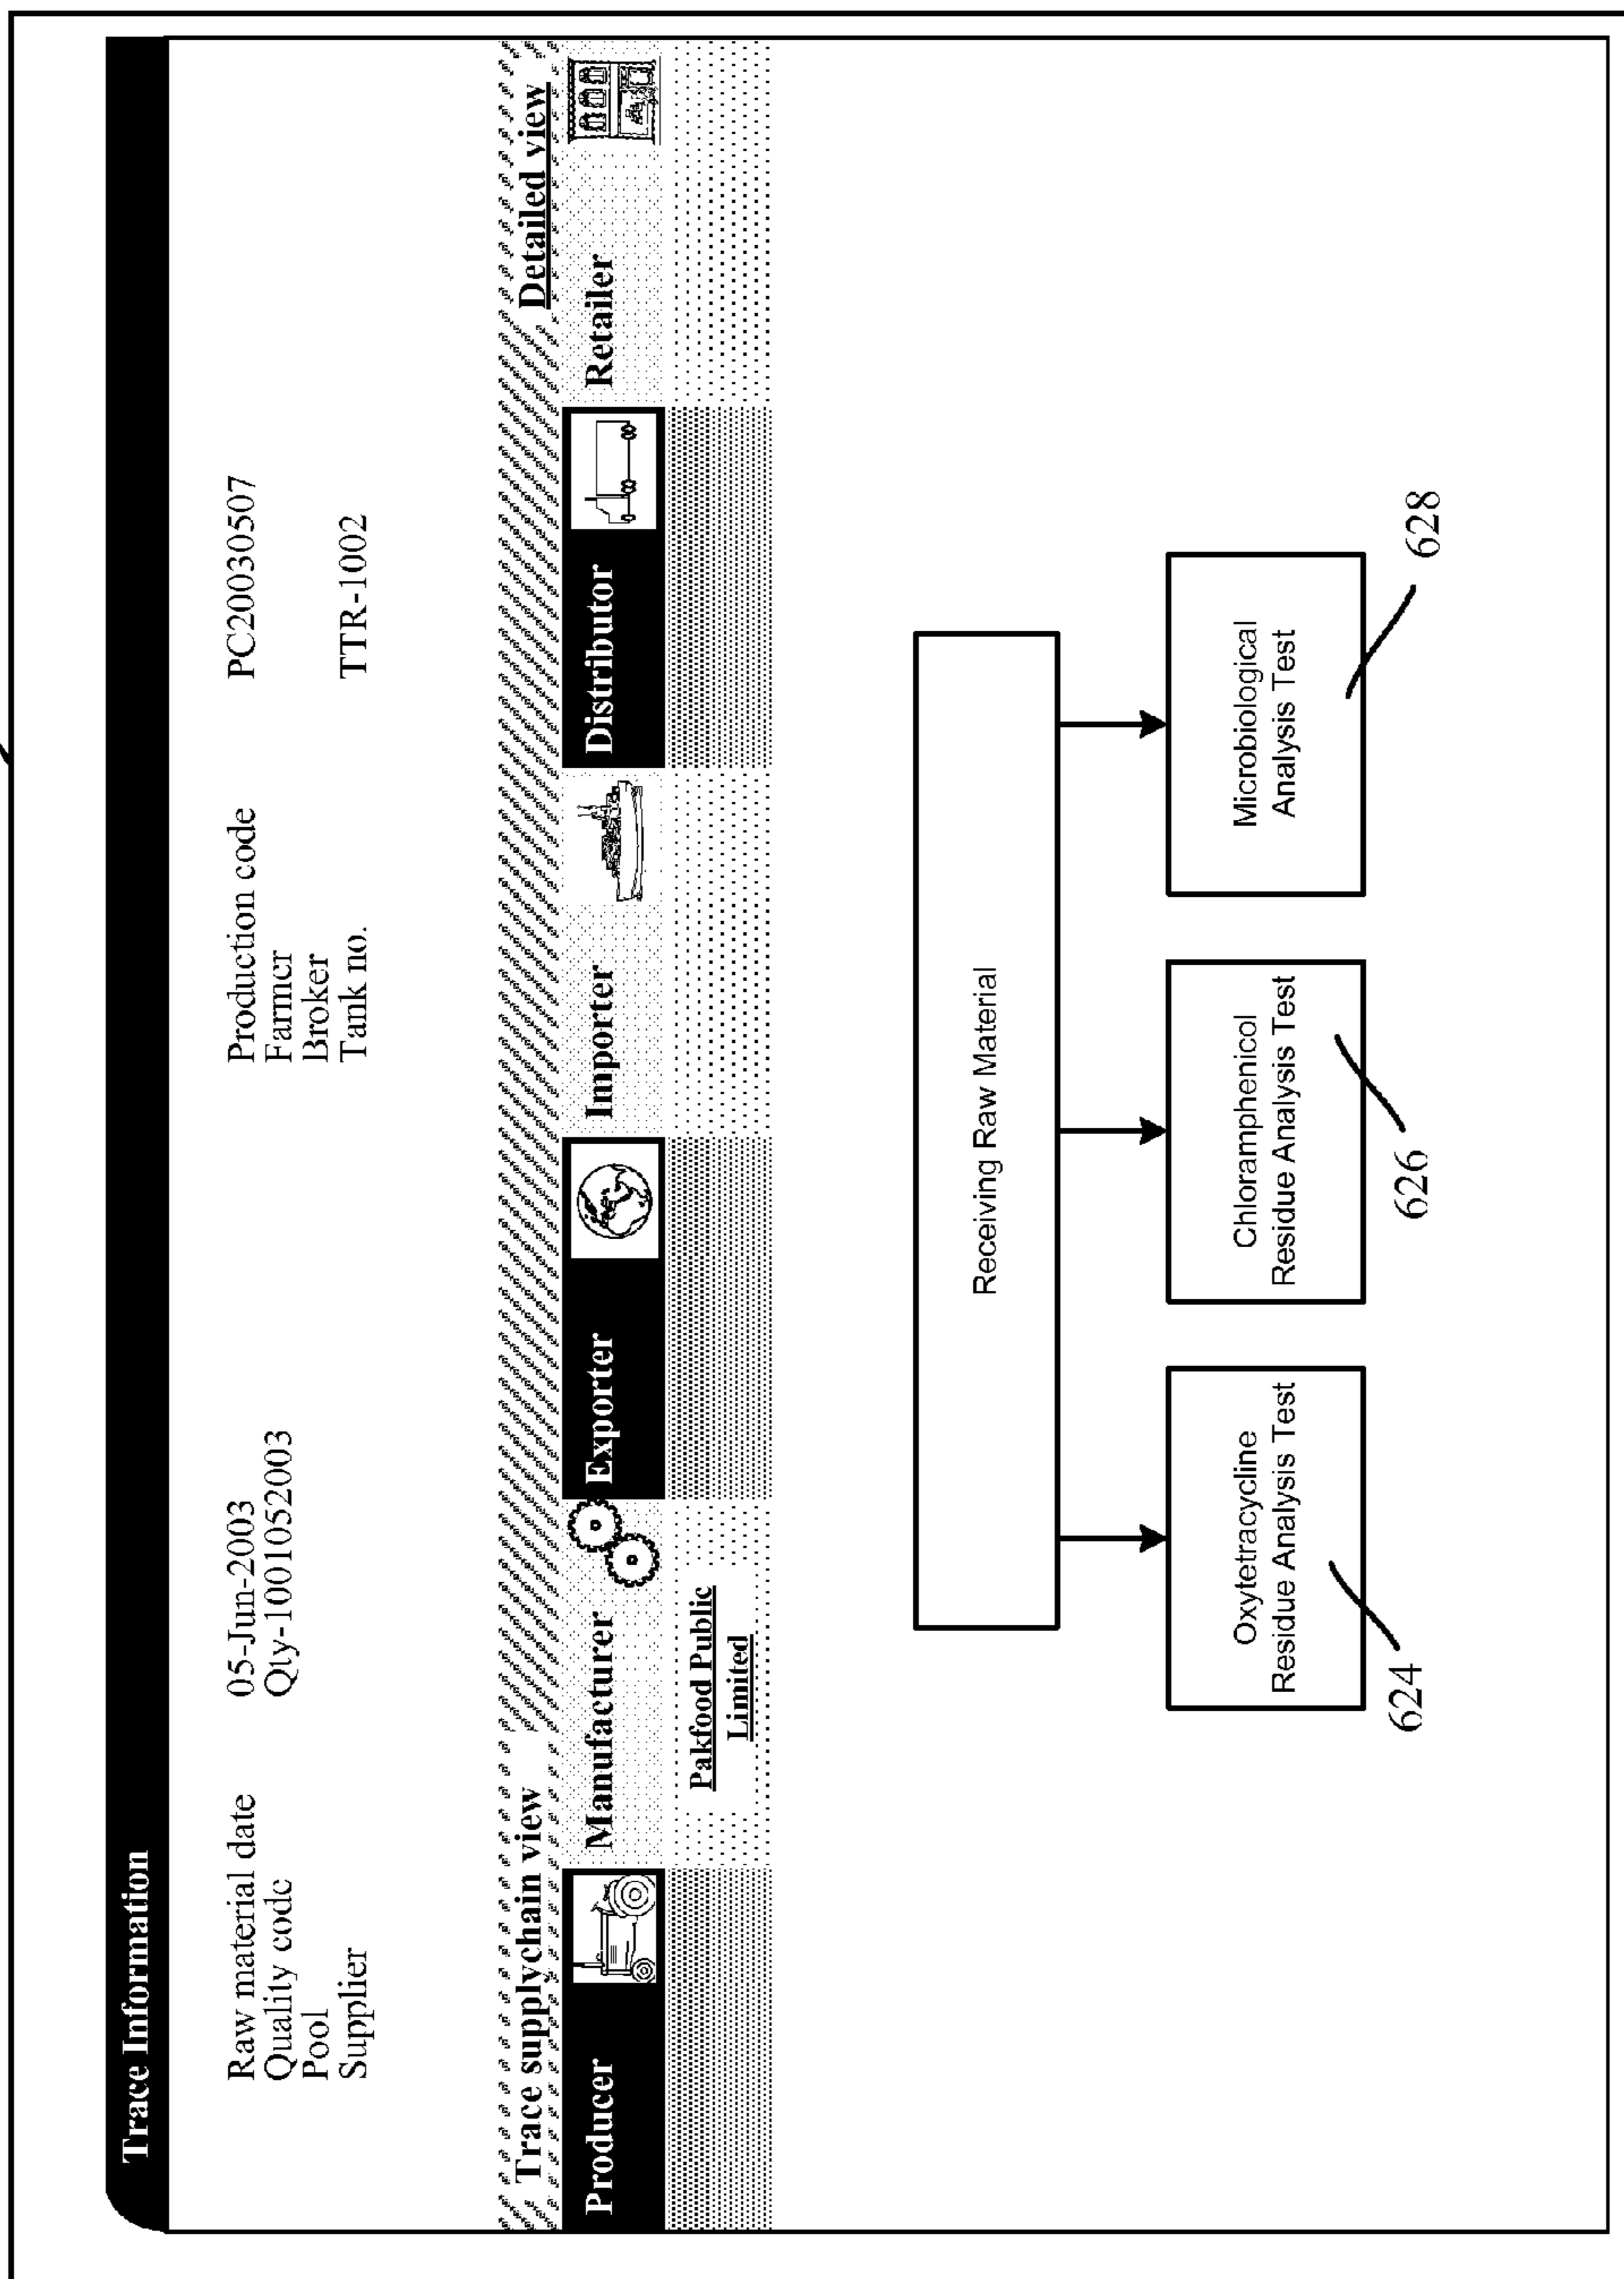 Trace Information
Raw material date 05-Jun-2003 Production code PC20030507
Quality code Qty-1001052003 Farmer
Pool Broker
Supplier Tank no. TTR-1002
Trace supplychain view Detailed view
Producer Manufacturer Exporter Importer Distributor Retailer
Pakfood Public
Limited
Receiving Raw Material
Oxytetracycline
Residue Analysis Test
Chloramphenicol
Residue Analysis Test
Microbiological
Analysis Test
624
626
628